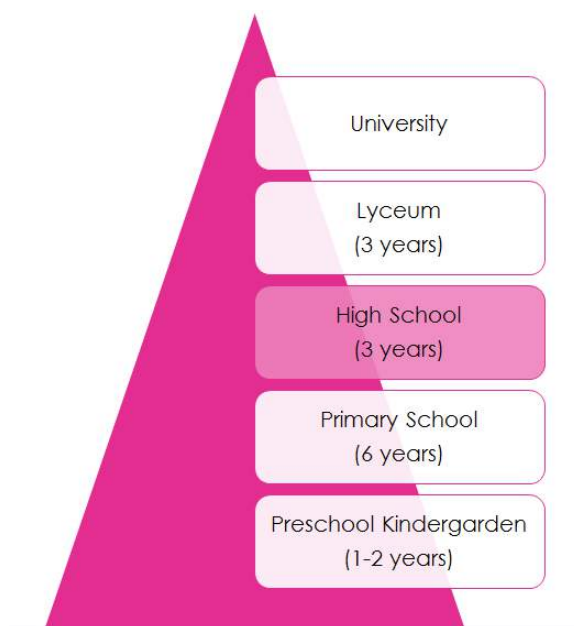 University
Lyceum
(3 years)
High School
(3 years)
Primary School
(6 years)
Preschool Kindergarden
(1-2 years)